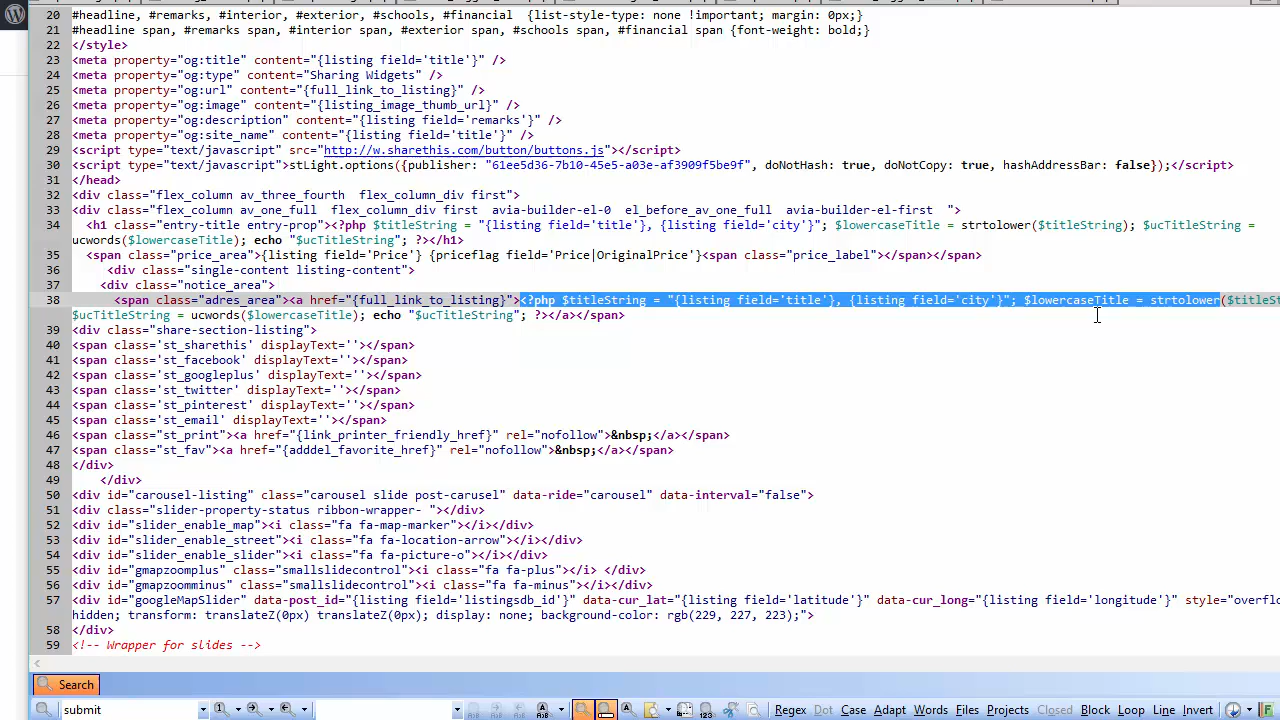 20 #headline, #remarks, #interior, #exterior, #schools, #financial  {list-style-type: none !important; margin: 0px;}
21 #headline span, #remarks span, #interior span, #exterior span, #schools span, #financial span {font-weight: bold;}
22 </style>
23 <meta property="og:title" content="{listing field='title'}" />
24 <meta property="og:type" content="Sharing Widgets" />
25 <meta property="og:url" content="{full_link_to_listing}" />
26 <meta property="og:image" content="{listing_image_thumb_url}" />
27 <meta property="og:description" content="{listing field='remarks'}" />
28 <meta property="og:site_name" content="{listing field='title'}" />
29 <script type="text/javascript" src="http://w.sharethis.com/button/buttons.js"></script>
30 <script type="text/javascript">stLight.options({publisher: "61ee5d36-7b10-45e5-a03e-af3909f5be9f", doNotHash: true, doNotCopy: true, hashAddressBar: false});</script>
31 </head>
32 <div class="flex_column av_three_fourth  flex_column_div first">
33 <div class="flex_column av_one_full  flex_column_div first  avia-builder-el-0  el_before_av_one_full  avia-builder-el-first  ">
34 <h1 class="entry-title entry-prop"><?php $titleString = "{listing field='title'}, {listing field='city'}"; $lowercaseTitle = strtolower($titleString); $ucTitleString =
ucwords($lowercaseTitle); echo "$ucTitleString"; ?></h1>
35 <span class="price_area">{listing field='Price'} {priceflag field='Price|OriginalPrice'}<span class="price_label"></span></span>
36 <div class="single-content listing-content">
37 <div class="notice_area">
38 <span class="adres_area"><a href="{full_link_to_listing}"><?php $titleString = "{listing field='title'}, {listing field='city'}"; $lowercaseTitle = strtolower($titleSt
$ucTitleString = ucwords($lowercaseTitle); echo "$ucTitleString"; ?></a></span>
39 <div class="share-section-listing">
40 <span class='st_sharethis' displayText=''></span>
41 <span class='st_facebook' displayText=''></span>
42 <span class='st_googleplus' displayText=''></span>
43 <span class='st_twitter' displayText=''></span>
44 <span class='st_pinterest' displayText=''></span>
45 <span class='st_email' displayText=''></span>
46 <span class="st_print"><a href="{link_printer_friendly_href}" rel="nofollow">&nbsp;</a></span>
47 <span class="st_fav"><a href="{adddel_favorite_href}" rel="nofollow">&nbsp;</a></span>
48 </div>
49 </div>
50 <div id="carousel-listing" class="carousel slide post-carousel" data-ride="carousel" data-interval="false">
51 <div class="slider-property-status ribbon-wrapper- "></div>
52 <div id="slider_enable_map"><i class="fa fa-map-marker"></i></div>
53 <div id="slider_enable_street"><i class="fa fa-location-arrow"></i></div>
54 <div id="slider_enable_slider"><i class="fa fa-picture-o"></i></div>
55 <div id="gmapzoomplus" class="smallslidecontrol"><i class="fa fa-plus"></i> </div>
56 <div id="gmapzoomminus" class="smallslidecontrol"><i class="fa fa-minus"></i></div>
57 <div id="googleMapSlider" data-post_id="{listing field='listingsdb_id'}" data-cur_lat="{listing field='latitude'}" data-cur_long="{listing field='longitude'}" style="overfl
hidden; transform: translateZ(0px) translateZ(0px); display: none; background-color: rgb(229, 227, 223);">
58 </div>
59 <!-- Wrapper for slides -->
Search
submit Regex Dot Case Adapt Words Files Projects Closed Block Loop Line Invert